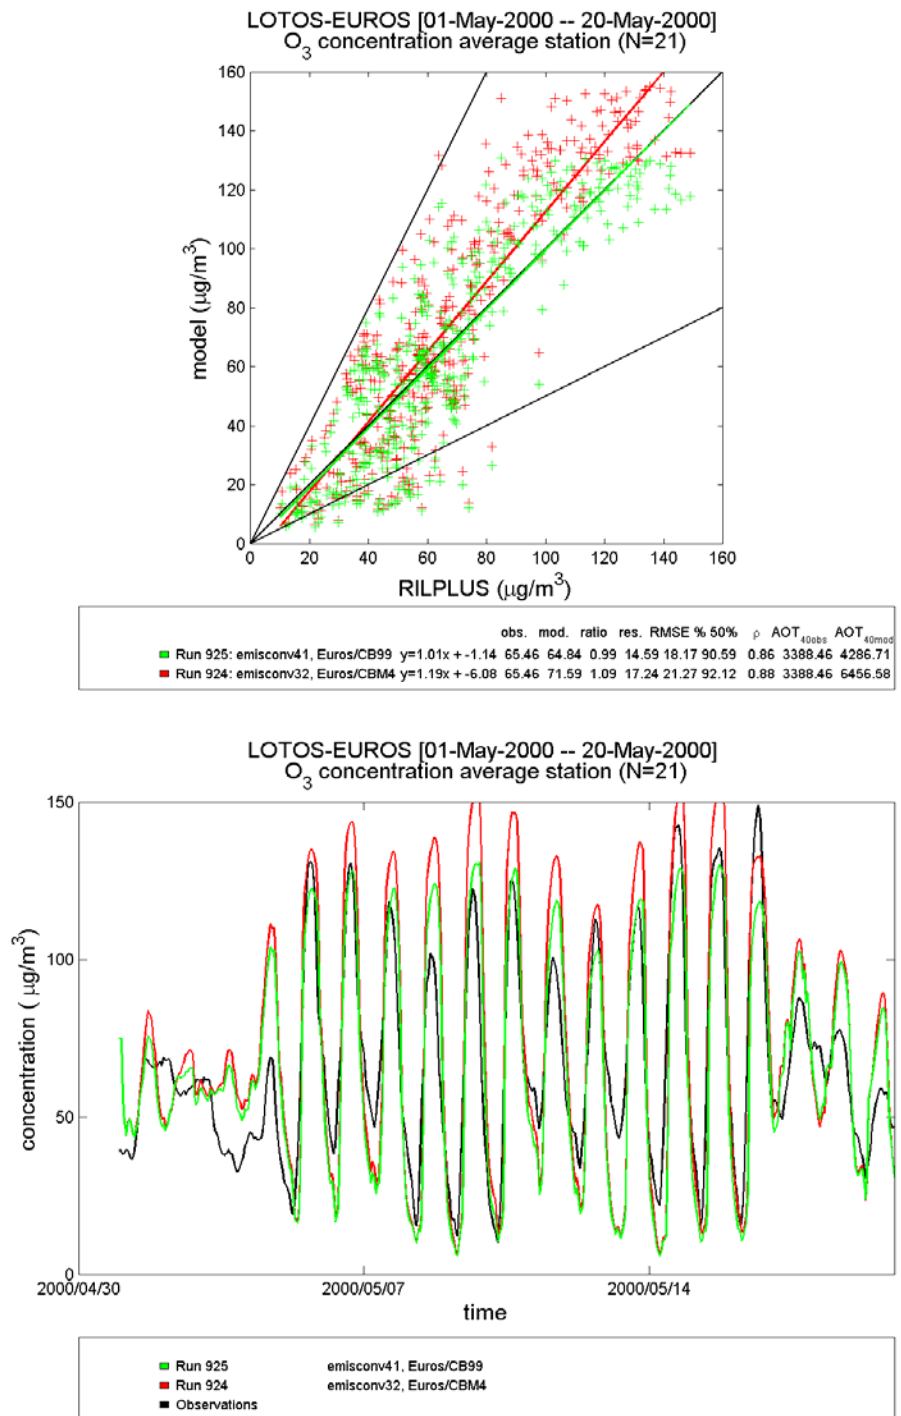 LOTOS-EUROS [01-May-2000 -- 20-May-2000]
O3 concentration average station (N=21)
160
140
120
100
80
60
40
20
0
model (μg/m3)
0 20 40 60 80 100 120 140 160
RILPLUS (μg/m3)
obs. mod. ratio res. RMSE % 50% ρ AOT40obs AOT40mod
Run 925: emisconv41, Euros/CB99 y=1.01x + -1.14 65.46 64.84 0.99 14.59 18.17 90.59 0.86 3388.46 4286.71
Run 924: emisconv32, Euros/CBM4 y=1.19x + -6.08 65.46 71.59 1.09 17.24 21.27 92.12 0.88 3388.46 6456.58
LOTOS-EUROS [01-May-2000 -- 20-May-2000]
O3 concentration average station (N=21)
150
100
50
0
concentration ( μg/m3)
2000/04/30 2000/05/07 2000/05/14
time
Run 925 emisconv41, Euros/CB99
Run 924 emisconv32, Euros/CBM4
Observations